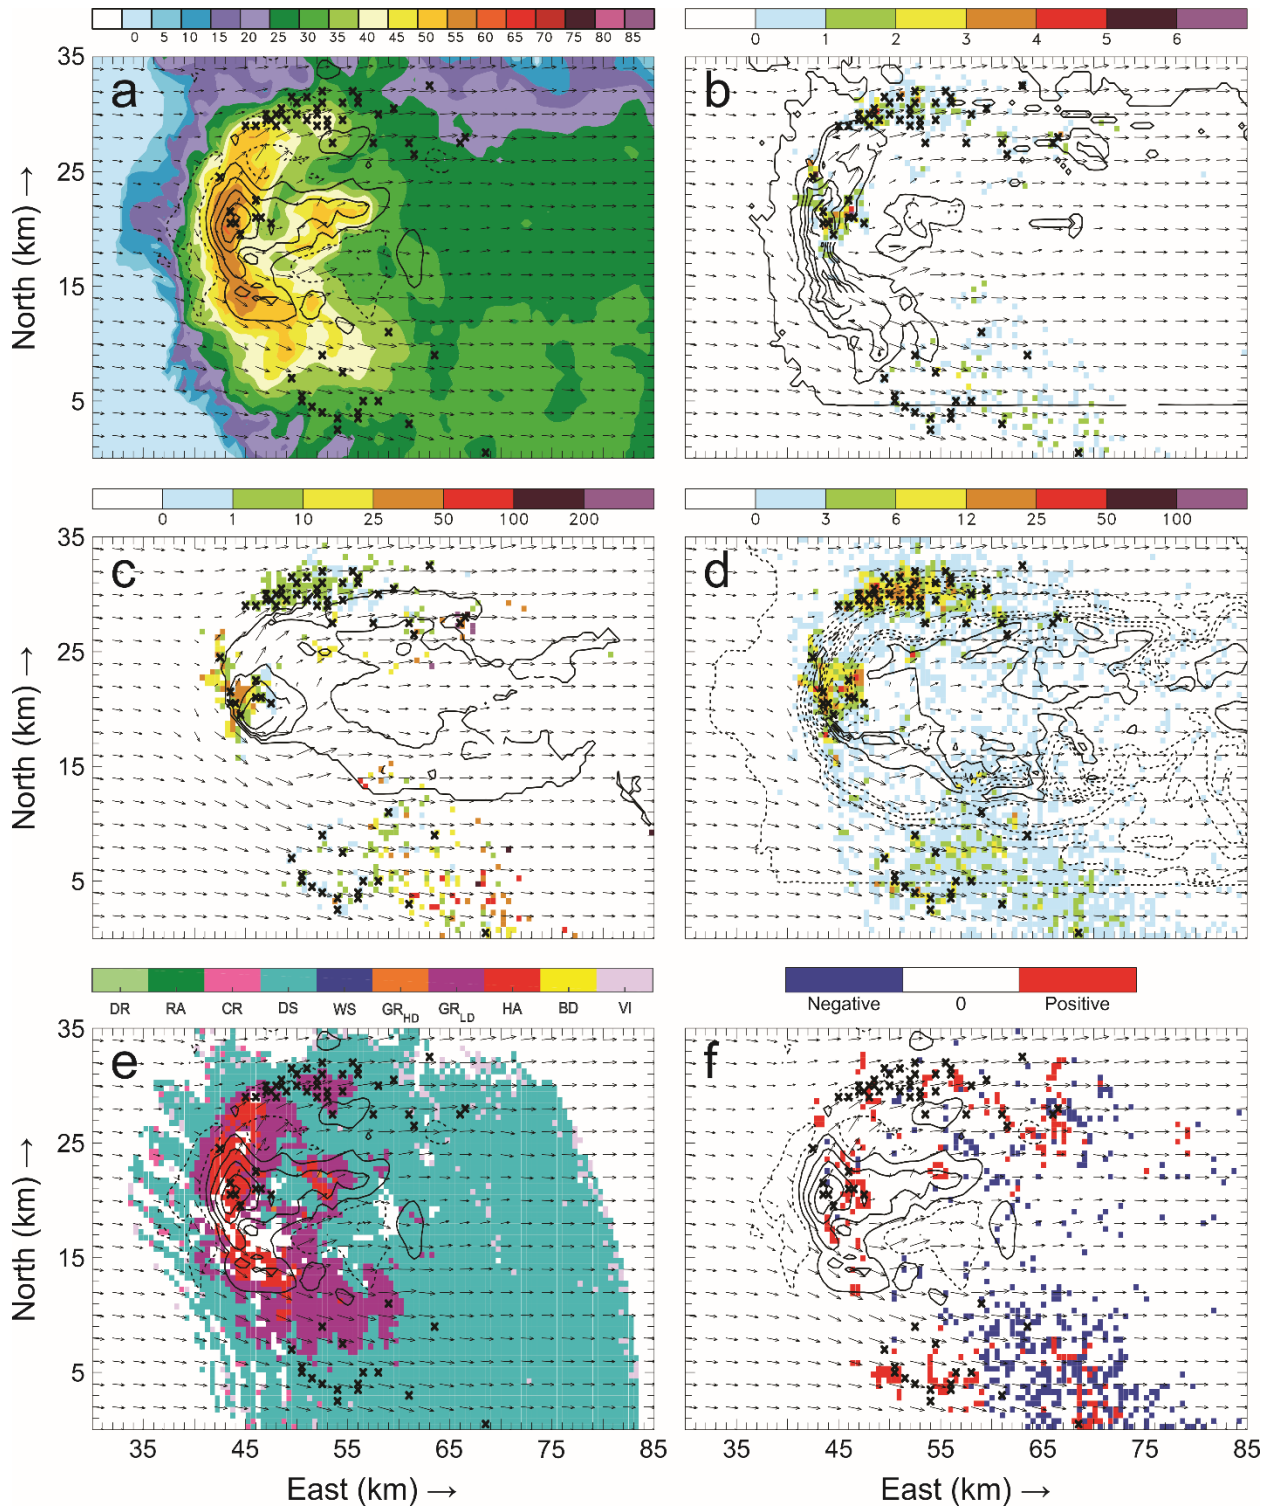 0 5 10 15 20 25 30 35 40 45 50 55 60 65 70 75 80 85
0 1 2 3 4 5 6
a
b
35
25
15
5
North (km) →
0 1 10 25 50 100 200
0 3 6 12 25 50 100
c
d
35
25
15
5
North (km) →
DR RA CR DS WS GR_HD GR_LD HA BD VI
Negative 0 Positive
e
f
35
25
15
5
North (km) →
35 45 55 65 75 85
35 45 55 65 75 85
East (km) →
East (km) →